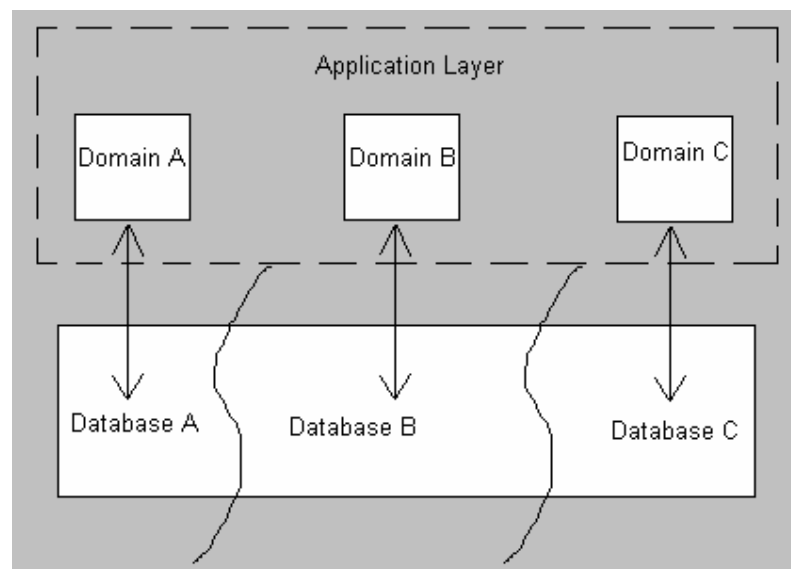 Application Layer
Domain A
Domain B
Domain C
Database A
Database B
Database C